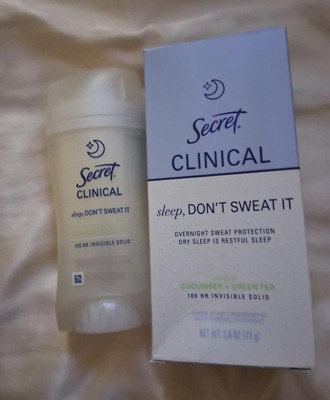 Secret
CLINICAL
sleep, DON'T SWEAT IT
100 HR INVISIBLE SOLID
Secret.
CLINICAL
sleep, DON'T SWEAT IT
OVERNIGHT SWEAT PROTECTION
DRY SLEEP IS RESTFUL SLEEP
CUCUMBER + GREEN TEA
100 HR INVISIBLE SOLID
NET WT. 2.6 OZ (73 g)